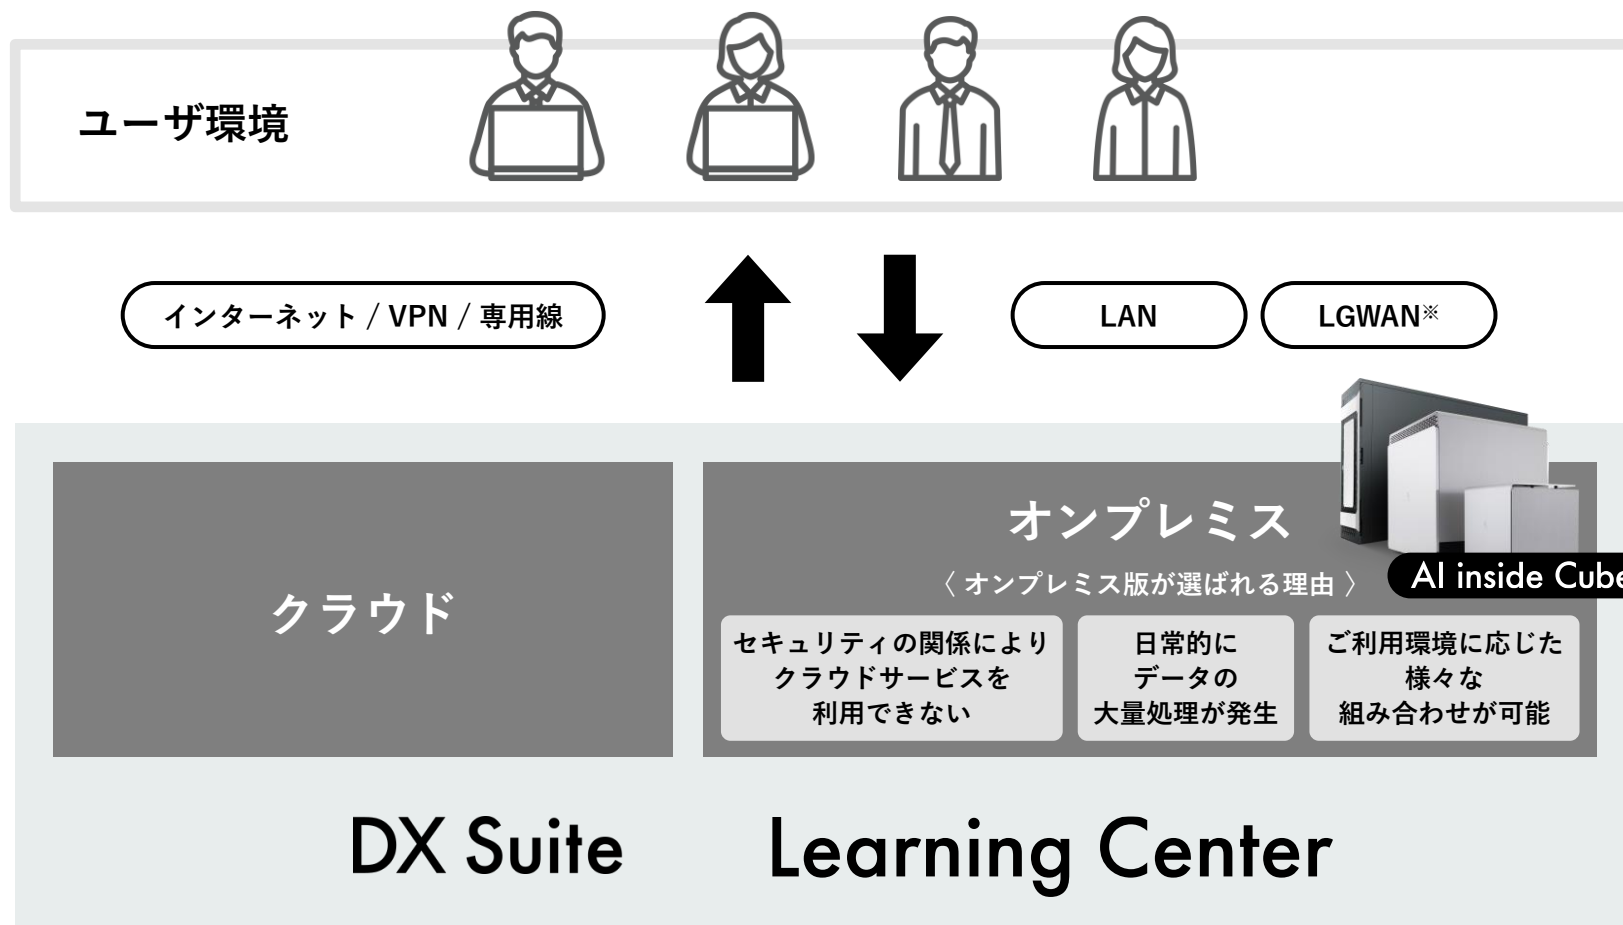 ユーザ環境
インターネット / VPN / 専用線
LAN
LGWAN※
クラウド
オンプレミス
〈 オンプレミス版が選ばれる理由 〉
AI inside Cube
セキュリティの関係により
クラウドサービスを
利用できない
日常的に
データの
大量処理が発生
ご利用環境に応じた
様々な
組み合わせが可能
DX Suite
Learning Center